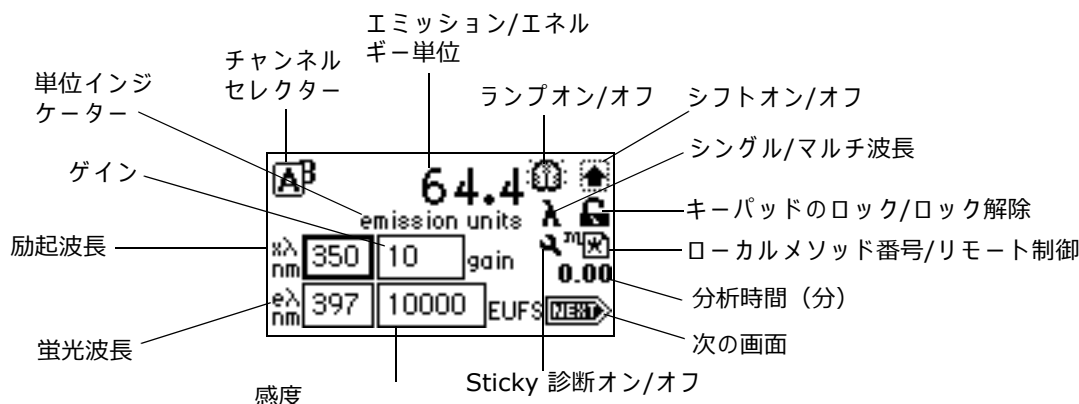 エミッション/エネル
ギー単位
チャンネル
セレクター
単位インジ
ケーター
ランプオン/オフ
シフトオン/オフ
シングル/マルチ波長
ゲイン
AB
64.4
emission units
λ
キーパッドのロック/ロック解除
励起波長
xλ
nm
350
10
gain
m
ローカルメソッド番号/リモート制御
0.00
分析時間（分）
eλ
nm
397
10000
EUFS
NEXT
次の画面
蛍光波長
Sticky 診断オン/オフ
感度